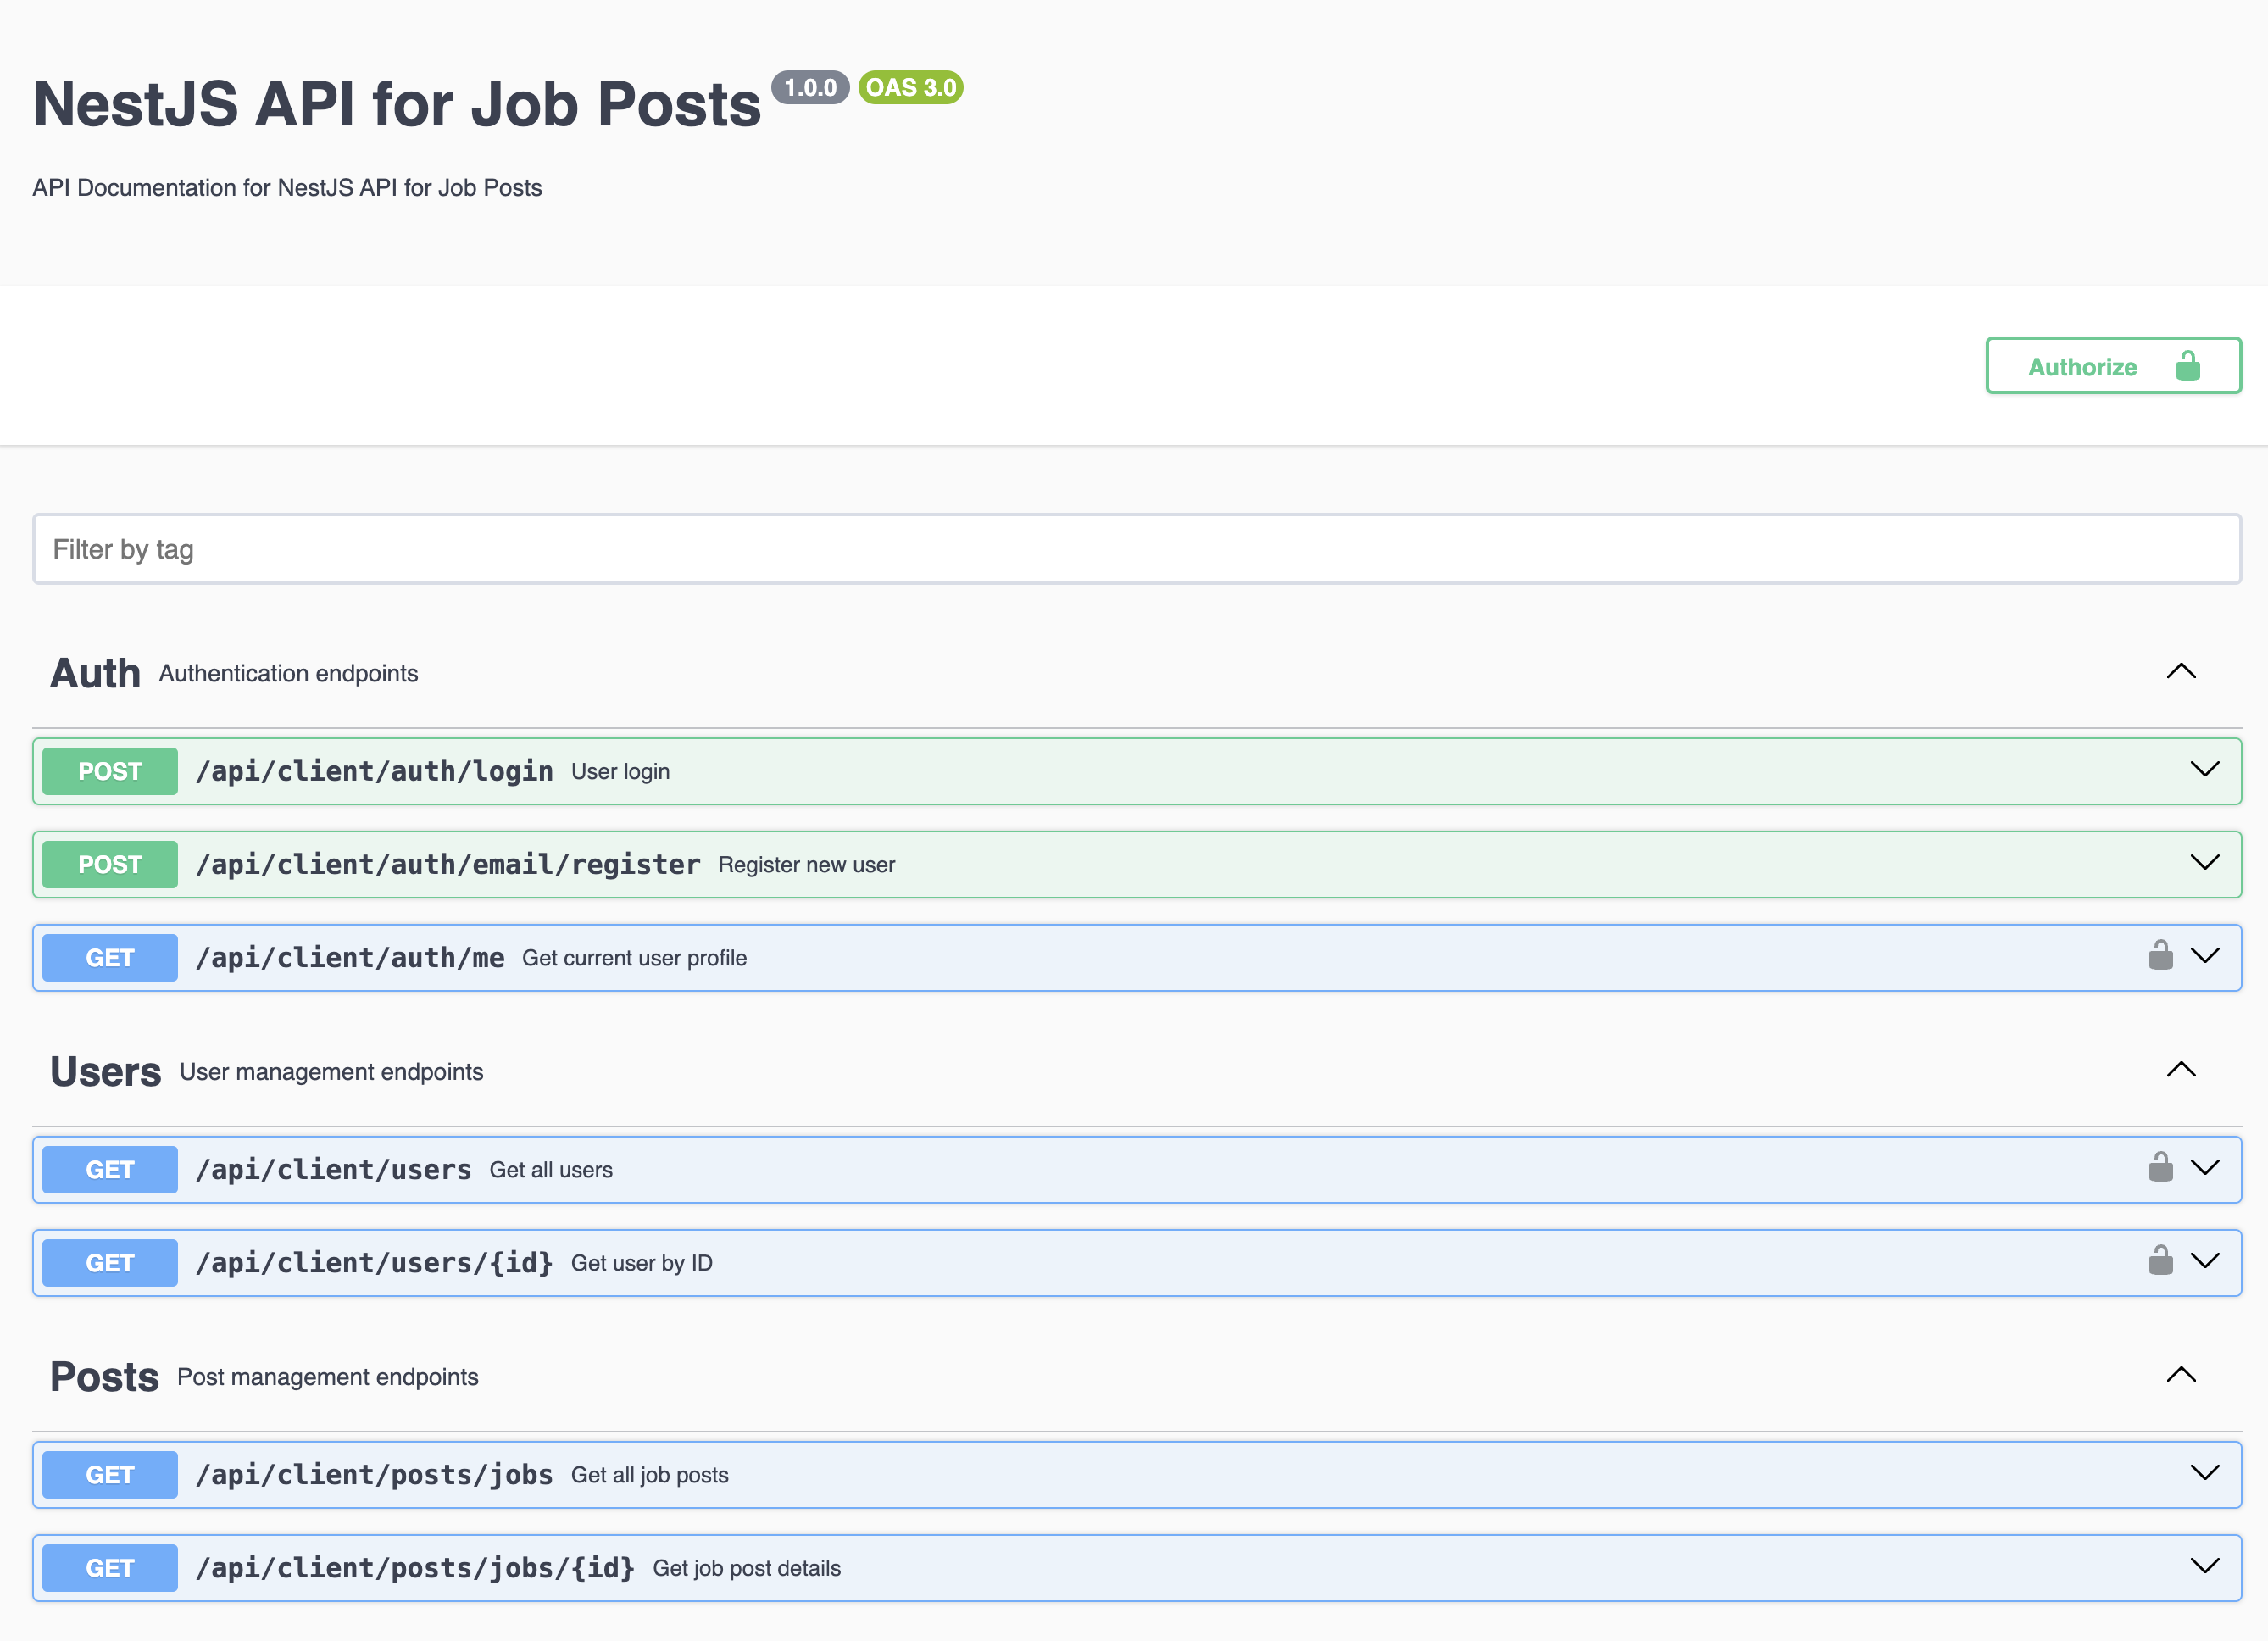 NestJS API for Job Posts 1.0.0 OAS 3.0
API Documentation for NestJS API for Job Posts
Authorize
Filter by tag
Auth Authentication endpoints
POST /api/client/auth/login User login
POST /api/client/auth/email/register Register new user
GET /api/client/auth/me Get current user profile
Users User management endpoints
GET /api/client/users Get all users
GET /api/client/users/{id} Get user by ID
Posts Post management endpoints
GET /api/client/posts/jobs Get all job posts
GET /api/client/posts/jobs/{id} Get job post details